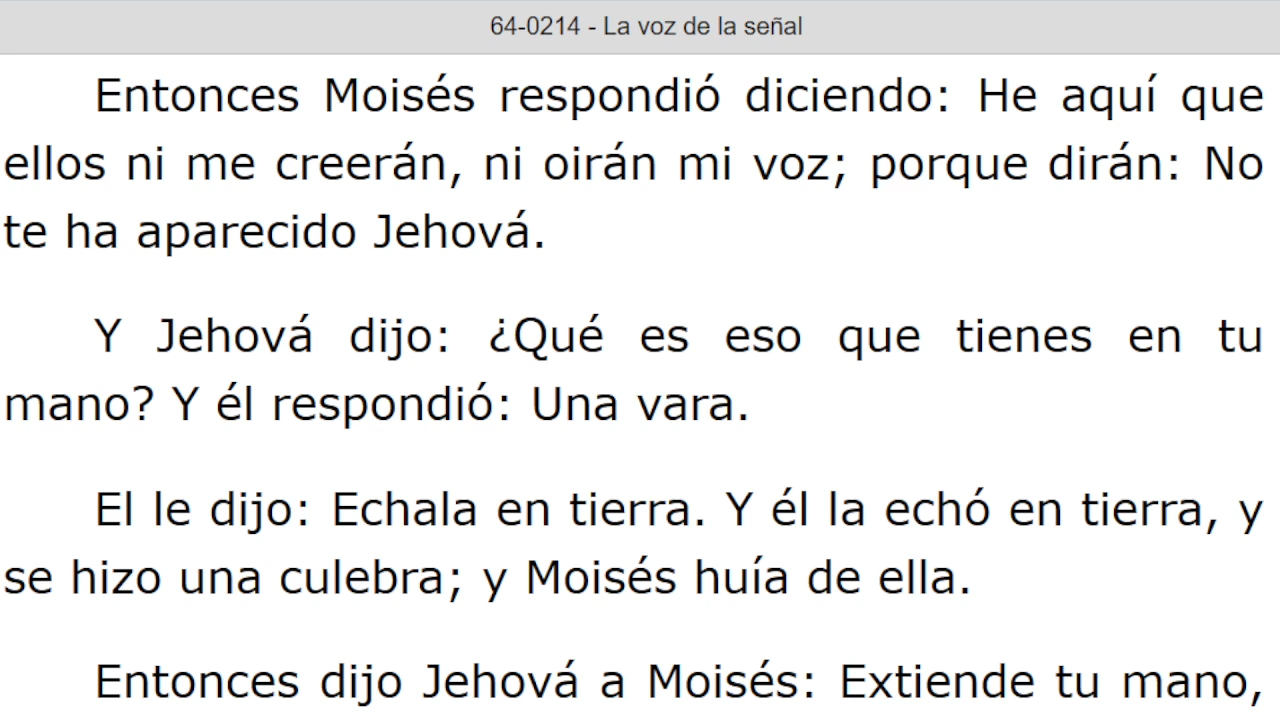 64-0214 - La voz de la señal
Entonces Moisés respondió diciendo: He aquí que
ellos ni me creerán, ni oirán mi voz; porque dirán: No
te ha aparecido Jehová.
Y Jehová dijo: ¿Qué es eso que tienes en tu
mano? Y él respondió: Una vara.
El le dijo: Echala en tierra. Y él la echó en tierra, y
se hizo una culebra; y Moisés huía de ella.
Entonces dijo Jehová a Moisés: Extiende tu mano,